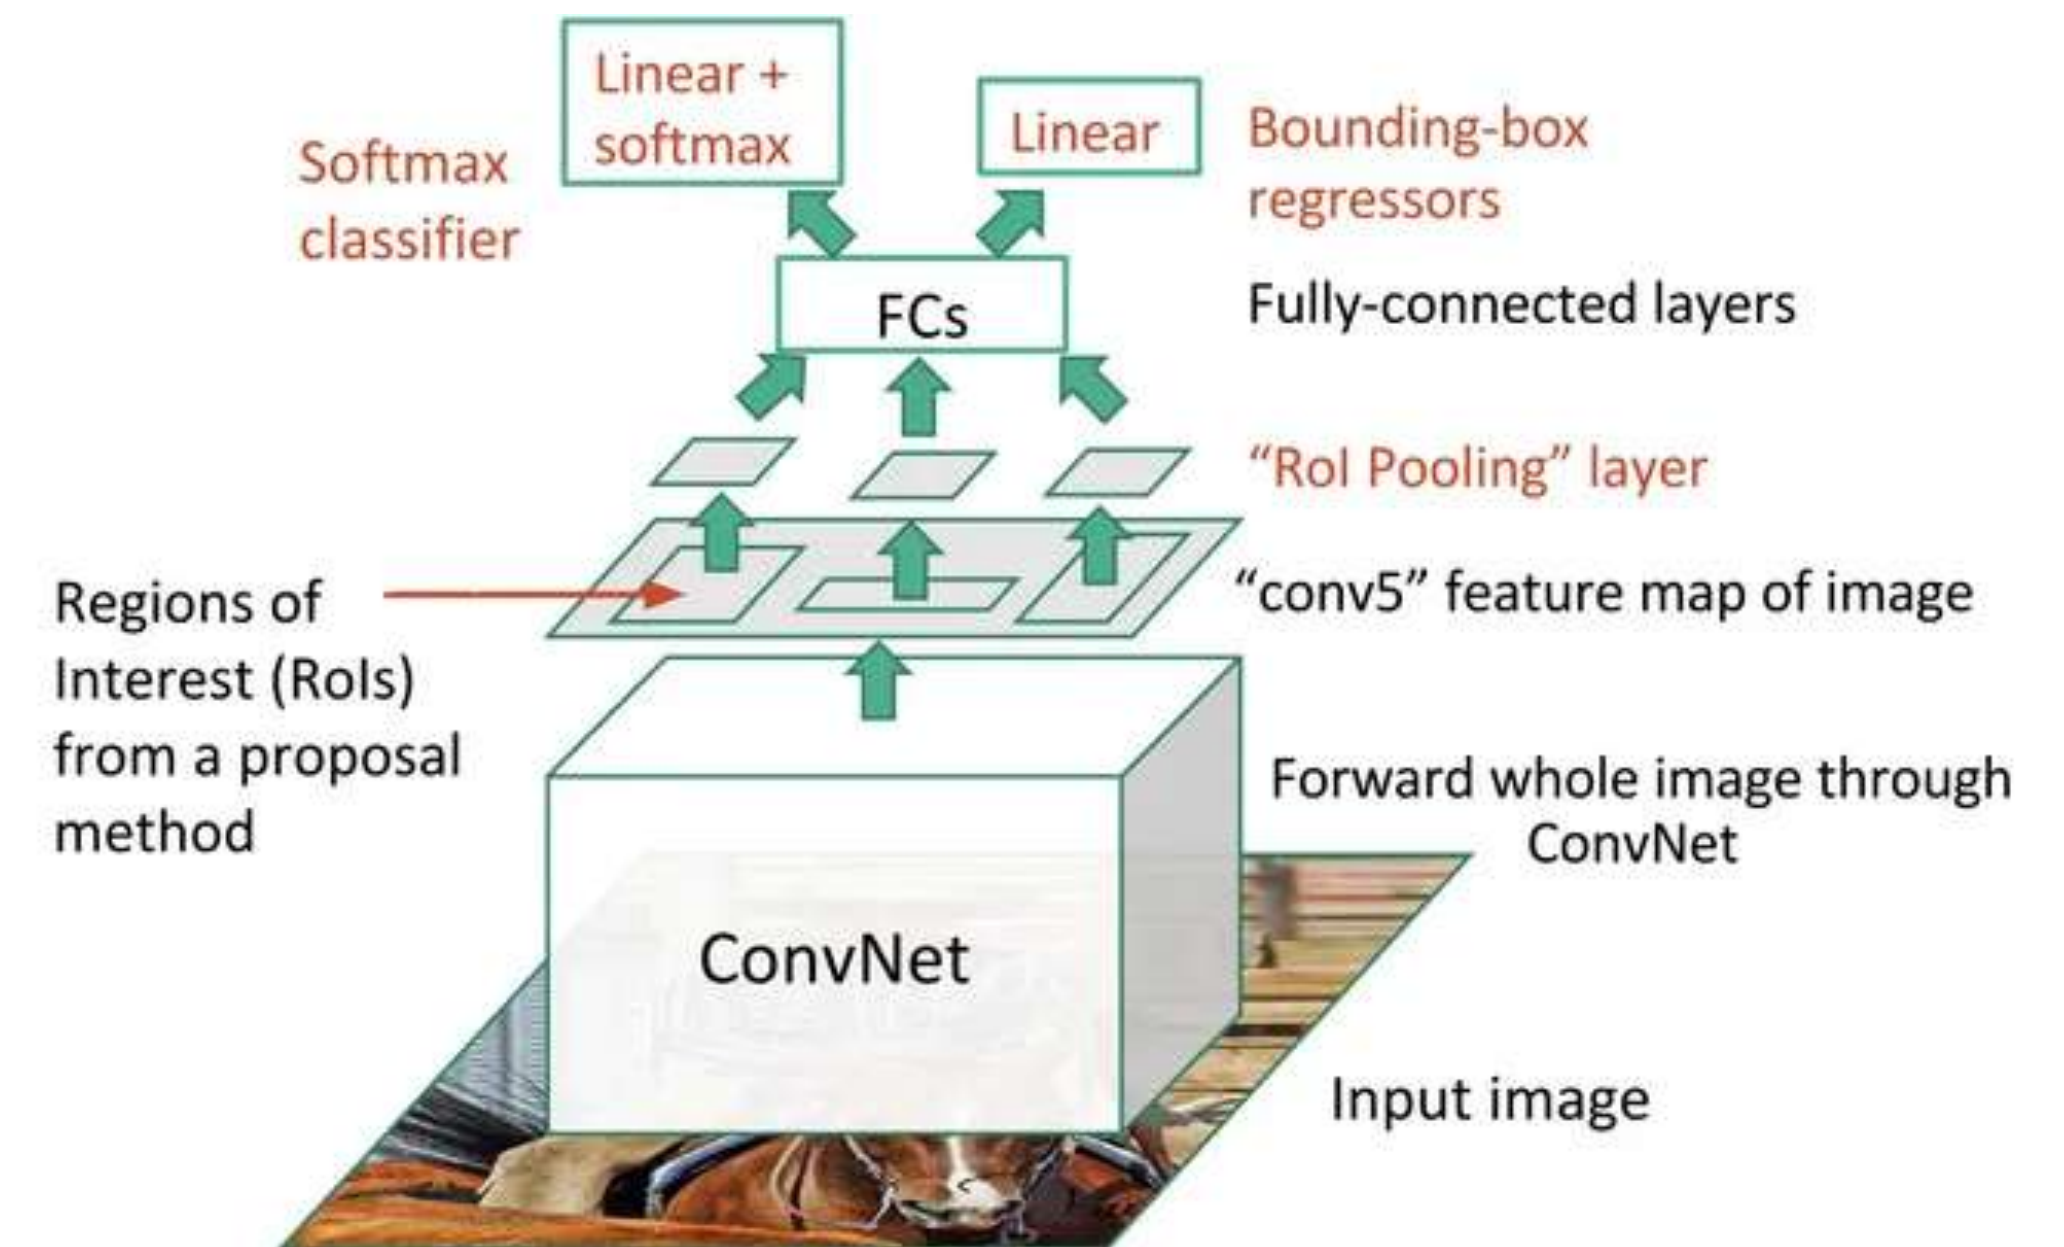 Linear +
softmax
Linear
Softmax
classifier
Bounding-box
regressors
FCs
Fully-connected layers
“RoI Pooling” layer
“conv5” feature map of image
Regions of
Interest (RoIs)
from a proposal
method
Forward whole image through
ConvNet
ConvNet
Input image